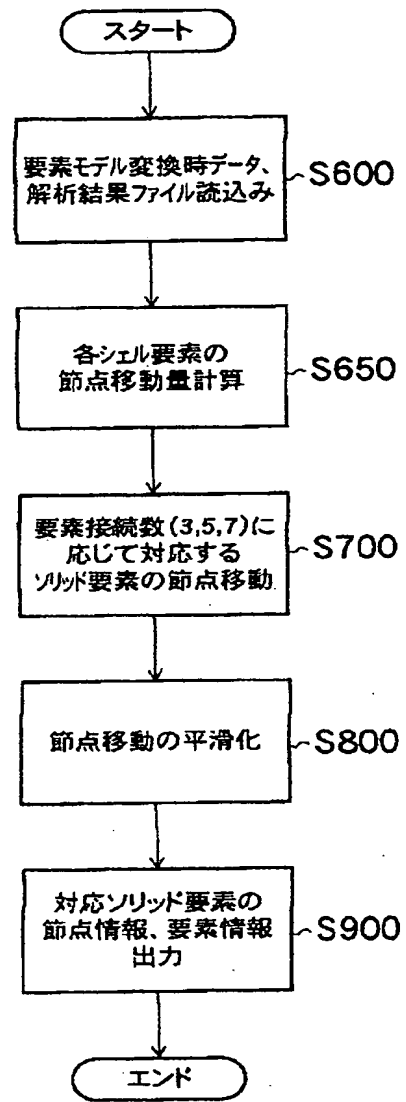 スタート
要素モデル変換時データ、
解析結果ファイル読込み
S600
各シェル要素の
節点移動量計算
S650
要素接続数(3,5,7)に
応じて対応する
ソリッド要素の節点移動
S700
節点移動の平滑化
S800
対応ソリッド要素の
節点情報、要素情報
出力
S900
エンド